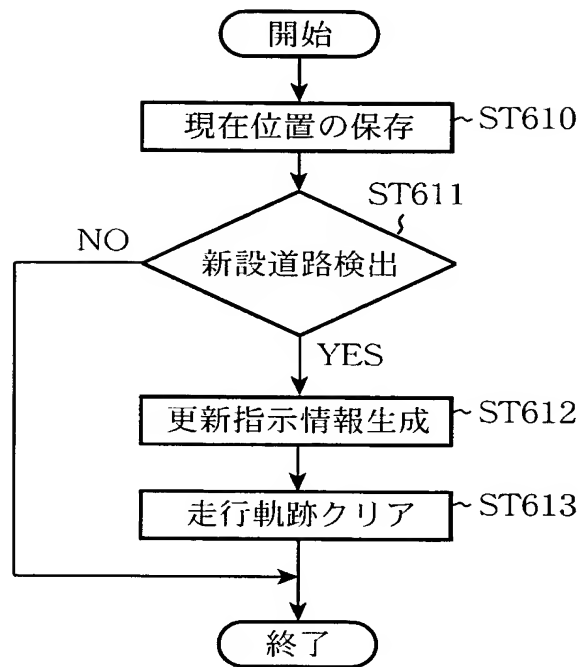 開始
現在位置の保存
ST610
ST611
NO
新設道路検出
YES
更新指示情報生成
ST612
走行軌跡クリア
ST613
終了